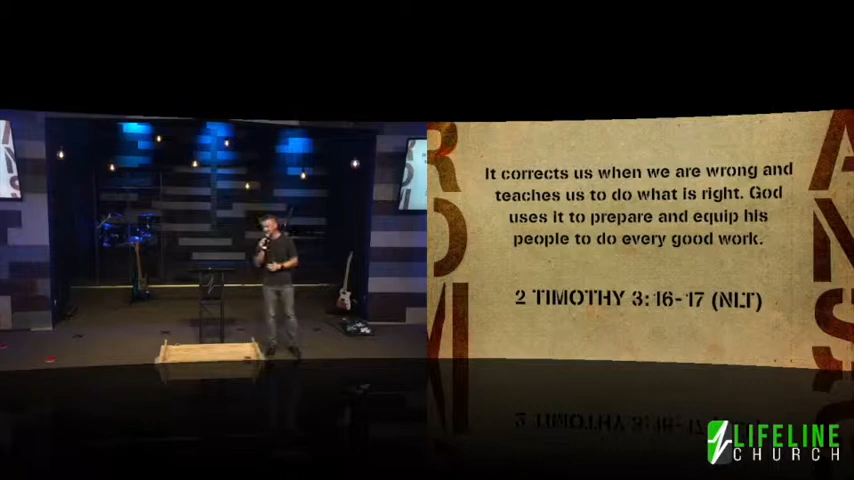 It corrects us when we are wrong and
teaches us to do what is right. God
uses it to prepare and equip his
people to do every good work.
2 TIMOTHY 3:16-17 (NLT)
LIFELINE
CHURCH